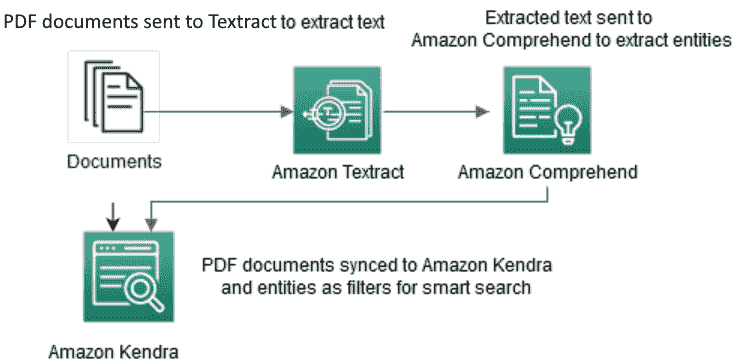 PDF documents sent to Textract to extract text
Extracted text sent to
Amazon Comprehend to extract entities
Documents
Amazon Textract
Amazon Comprehend
PDF documents synced to Amazon Kendra
and entities as filters for smart search
Amazon Kendra